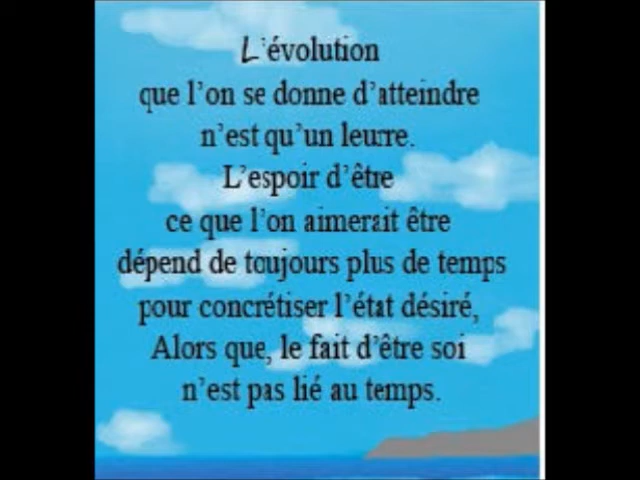 L'évolution
que l'on se donne d'atteindre
n'est qu'un leurre.
L'espoir d'être
ce que l'on aimerait être
dépend de toujours plus de temps
pour concrétiser l'état désiré,
Alors que, le fait d'être soi
n'est pas lié au temps.